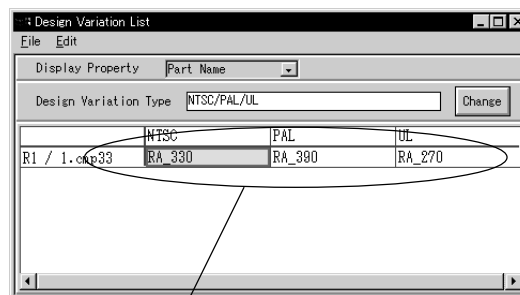 Design Variation List
File Edit
Display Property Part Name
Design Variation Type NTSC/PAL/UL Change
NTSC PAL UL
R1 / 1.cmp33 RA_330 RA_390 RA_270